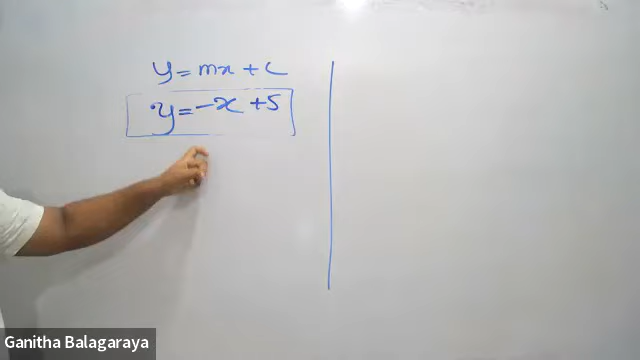 y = mx + c
y = -x + 5
Ganitha Balagaraya